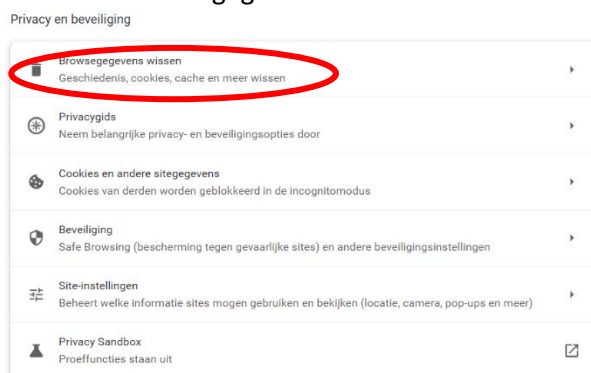 Privacy en beveiliging
Browsegegevens wissen
Geschiedenis, cookies, cache en meer wissen
Privacygids
Neem belangrijke privacy- en beveiligingsopties door
Cookies en andere sitegegevens
Cookies van derden worden geblokkeerd in de incognitomodus
Beveiliging
Safe Browsing (bescherming tegen gevaarlijke sites) en andere beveiligingsinstellingen
Site-instellingen
Beheert welke informatie sites mogen gebruiken en bekijken (locatie, camera, pop-ups en meer)
Privacy Sandbox
Proeffuncties staan uit